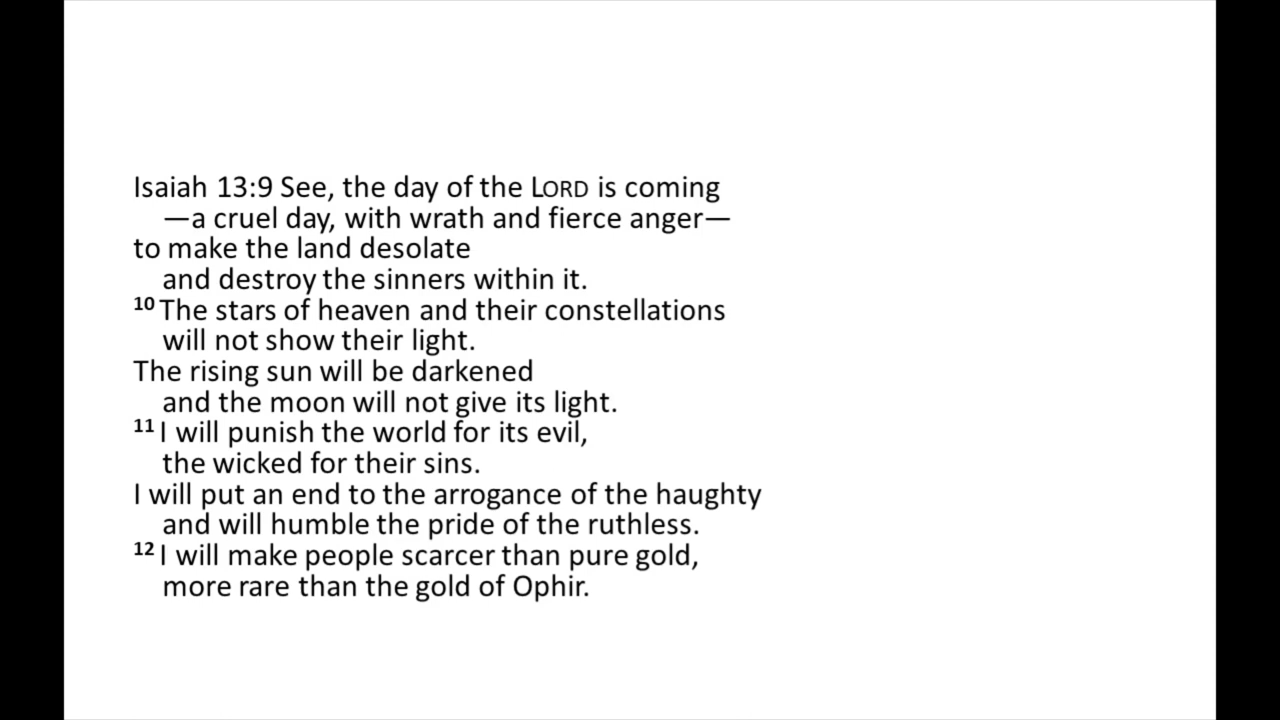 Isaiah 13:9 See, the day of the LORD is coming
—a cruel day, with wrath and fierce anger—
to make the land desolate
and destroy the sinners within it.
10 The stars of heaven and their constellations
will not show their light.
The rising sun will be darkened
and the moon will not give its light.
11 I will punish the world for its evil,
the wicked for their sins.
I will put an end to the arrogance of the haughty
and will humble the pride of the ruthless.
12 I will make people scarcer than pure gold,
more rare than the gold of Ophir.